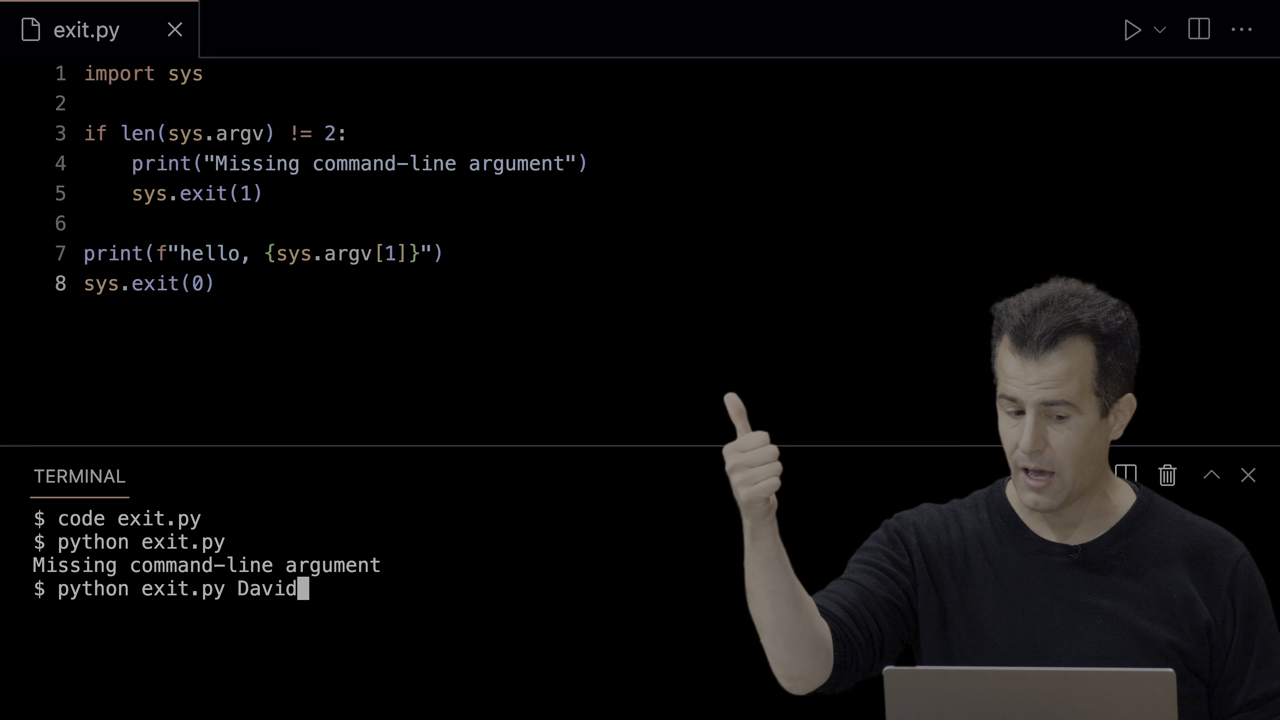 exit.py
1 import sys
2
3 if len(sys.argv) != 2:
4     print("Missing command-line argument")
5     sys.exit(1)
6
7 print(f"hello, {sys.argv[1]}")
8 sys.exit(0)
TERMINAL
$ code exit.py
$ python exit.py
Missing command-line argument
$ python exit.py David